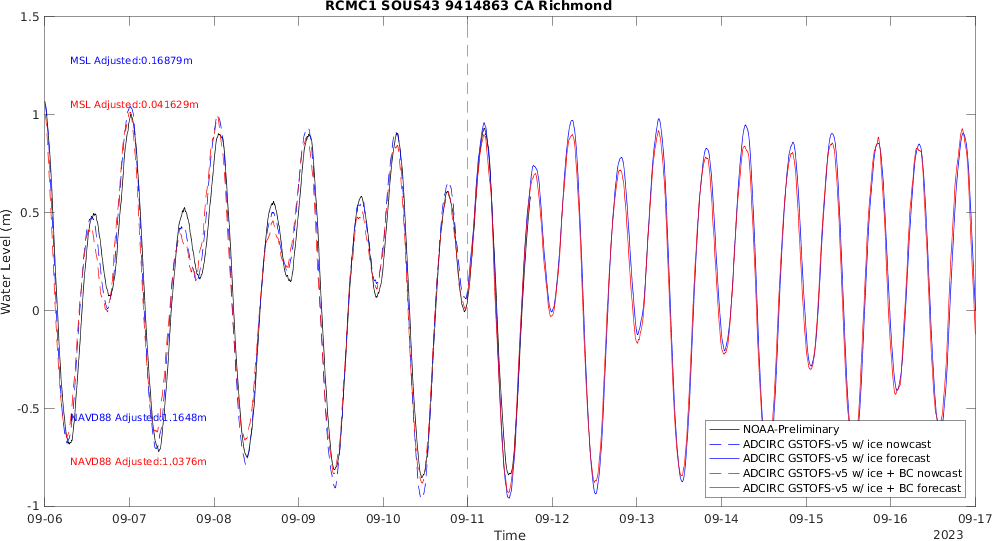 RCMC1 SOUS43 9414863 CA Richmond
1.5
MSL Adjusted:0.16879m
MSL Adjusted:0.041629m
1
0.5
Water Level (m)
0
-0.5
NAVD88 Adjusted:1.1648m
NAVD88 Adjusted:1.0376m
-1
NOAA-Preliminary
ADCIRC GSTOFS-v5 w/ ice nowcast
ADCIRC GSTOFS-v5 w/ ice forecast
ADCIRC GSTOFS-v5 w/ ice + BC nowcast
ADCIRC GSTOFS-v5 w/ ice + BC forecast
09-06 09-07 09-08 09-09 09-10 09-11 09-12 09-13 09-14 09-15 09-16 09-17
Time
2023